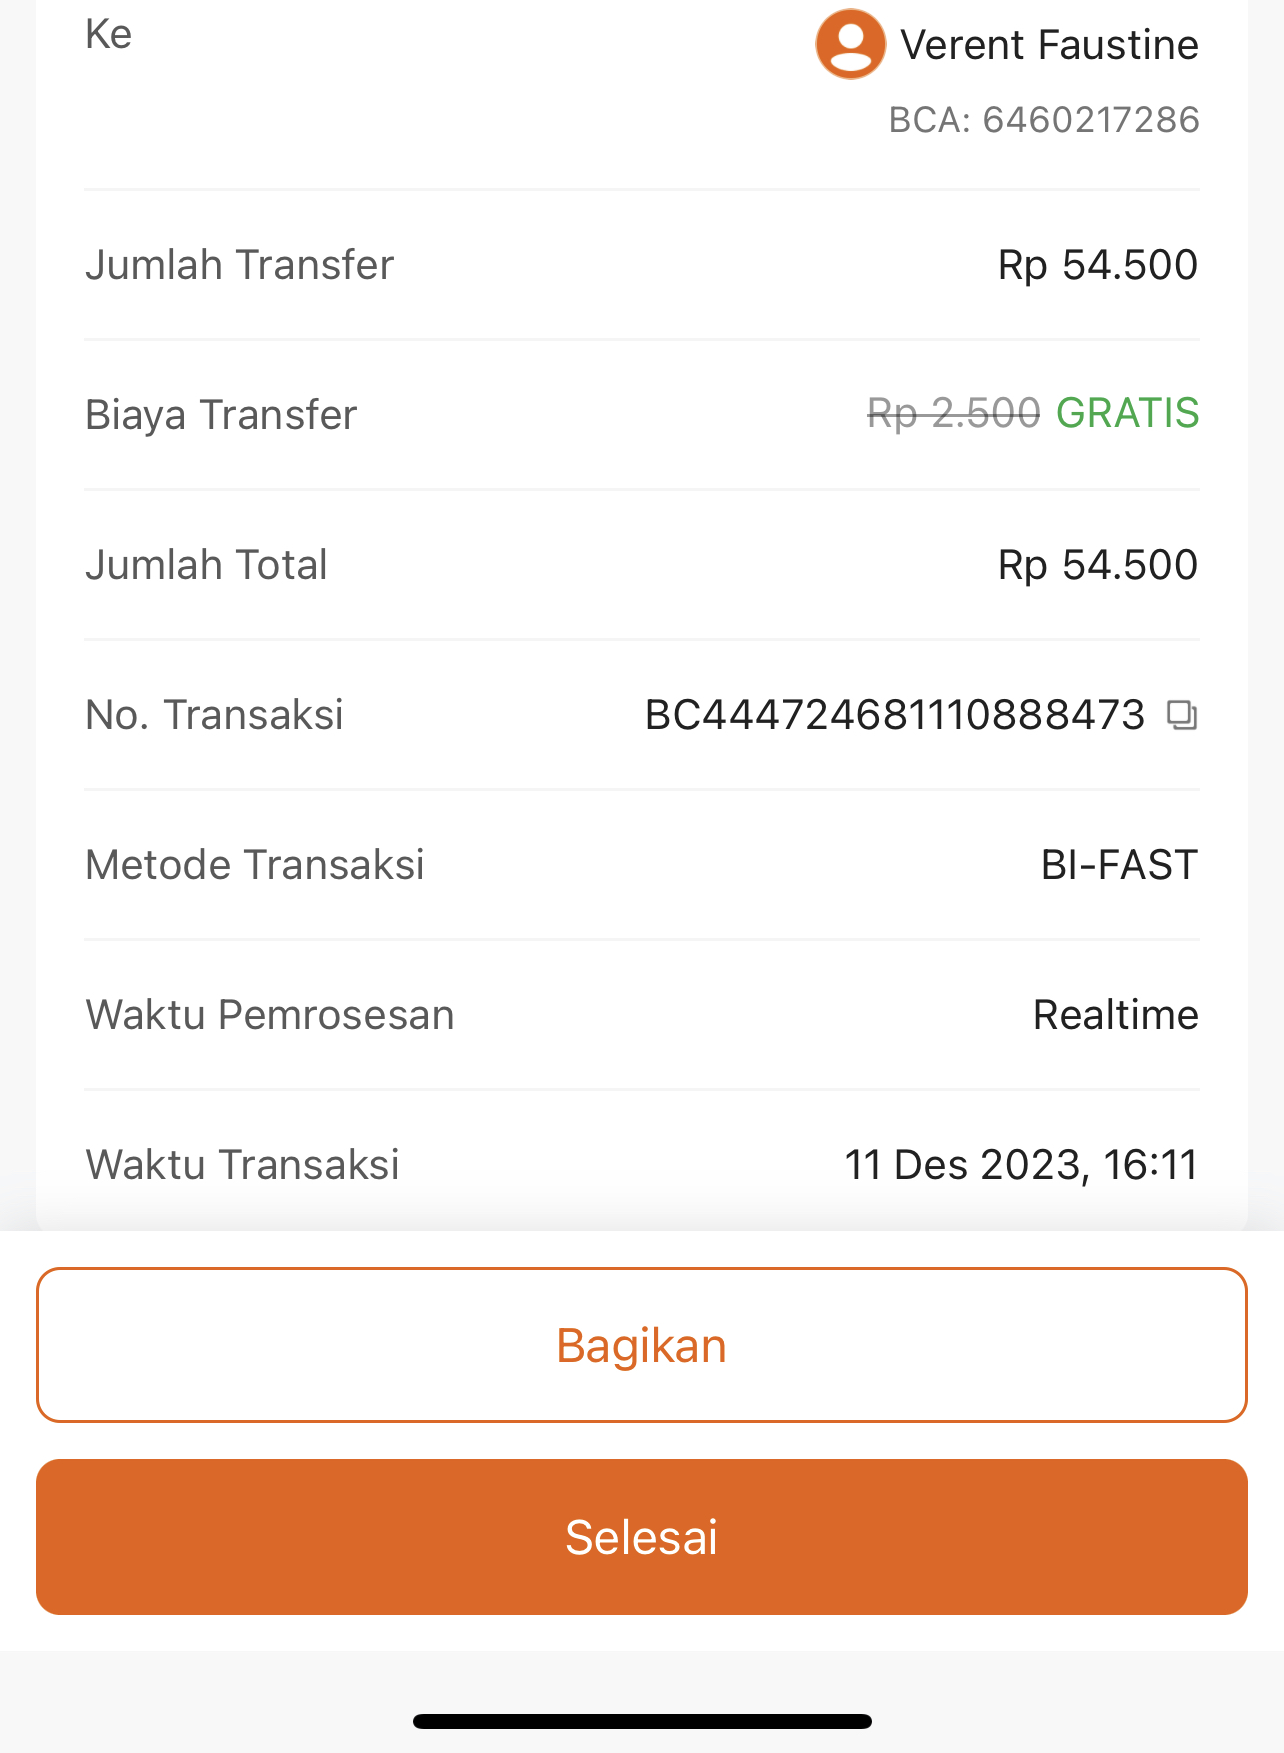 Ke
Verent Faustine
BCA: 6460217286
Jumlah Transfer
Rp 54.500
Biaya Transfer
Rp 2.500 GRATIS
Jumlah Total
Rp 54.500
No. Transaksi
BC444724681110888473
Metode Transaksi
BI-FAST
Waktu Pemrosesan
Realtime
Waktu Transaksi
11 Des 2023, 16:11
Bagikan
Selesai